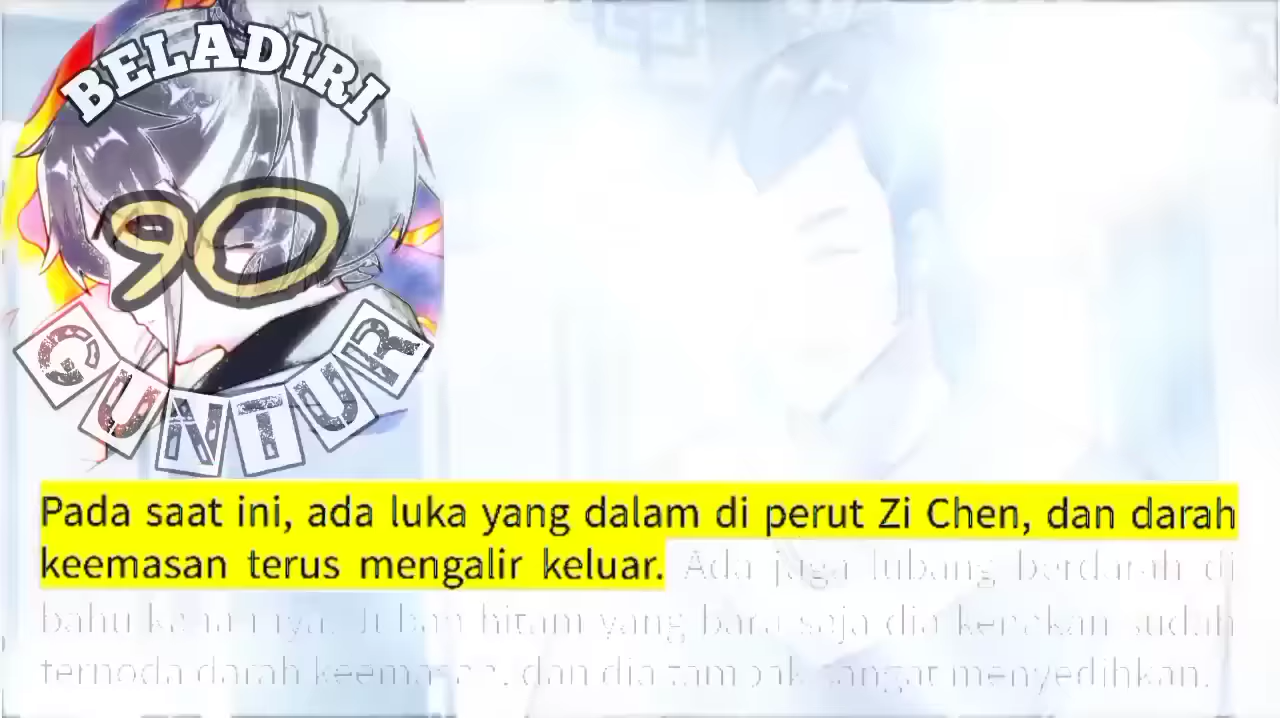 BELADIRI
90
GUNTUR
Pada saat ini, ada luka yang dalam di perut Zi Chen, dan darah
keemasan terus mengalir keluar. Ada juga lubang berdarah di
bahu kanannya. Jubah hitam yang baru saja dia kenakan sudah
ternoda darah keemasan, dan dia tampak sangat menyedihkan.